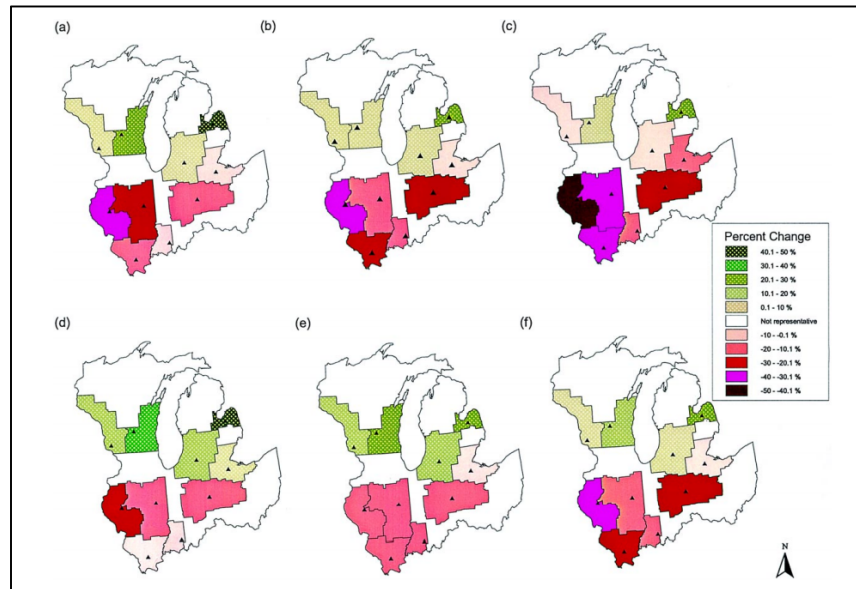 (a)
(b)
(c)
Percent Change
40.1 - 50 %
30.1 - 40 %
20.1 - 30 %
10.1 - 20 %
0.1 - 10 %
Not representative
-10 - -0.1 %
-20 - -10.1 %
-30 - -20.1 %
-40 - -30.1 %
-50 - -40.1 %
(d)
(e)
(f)
N